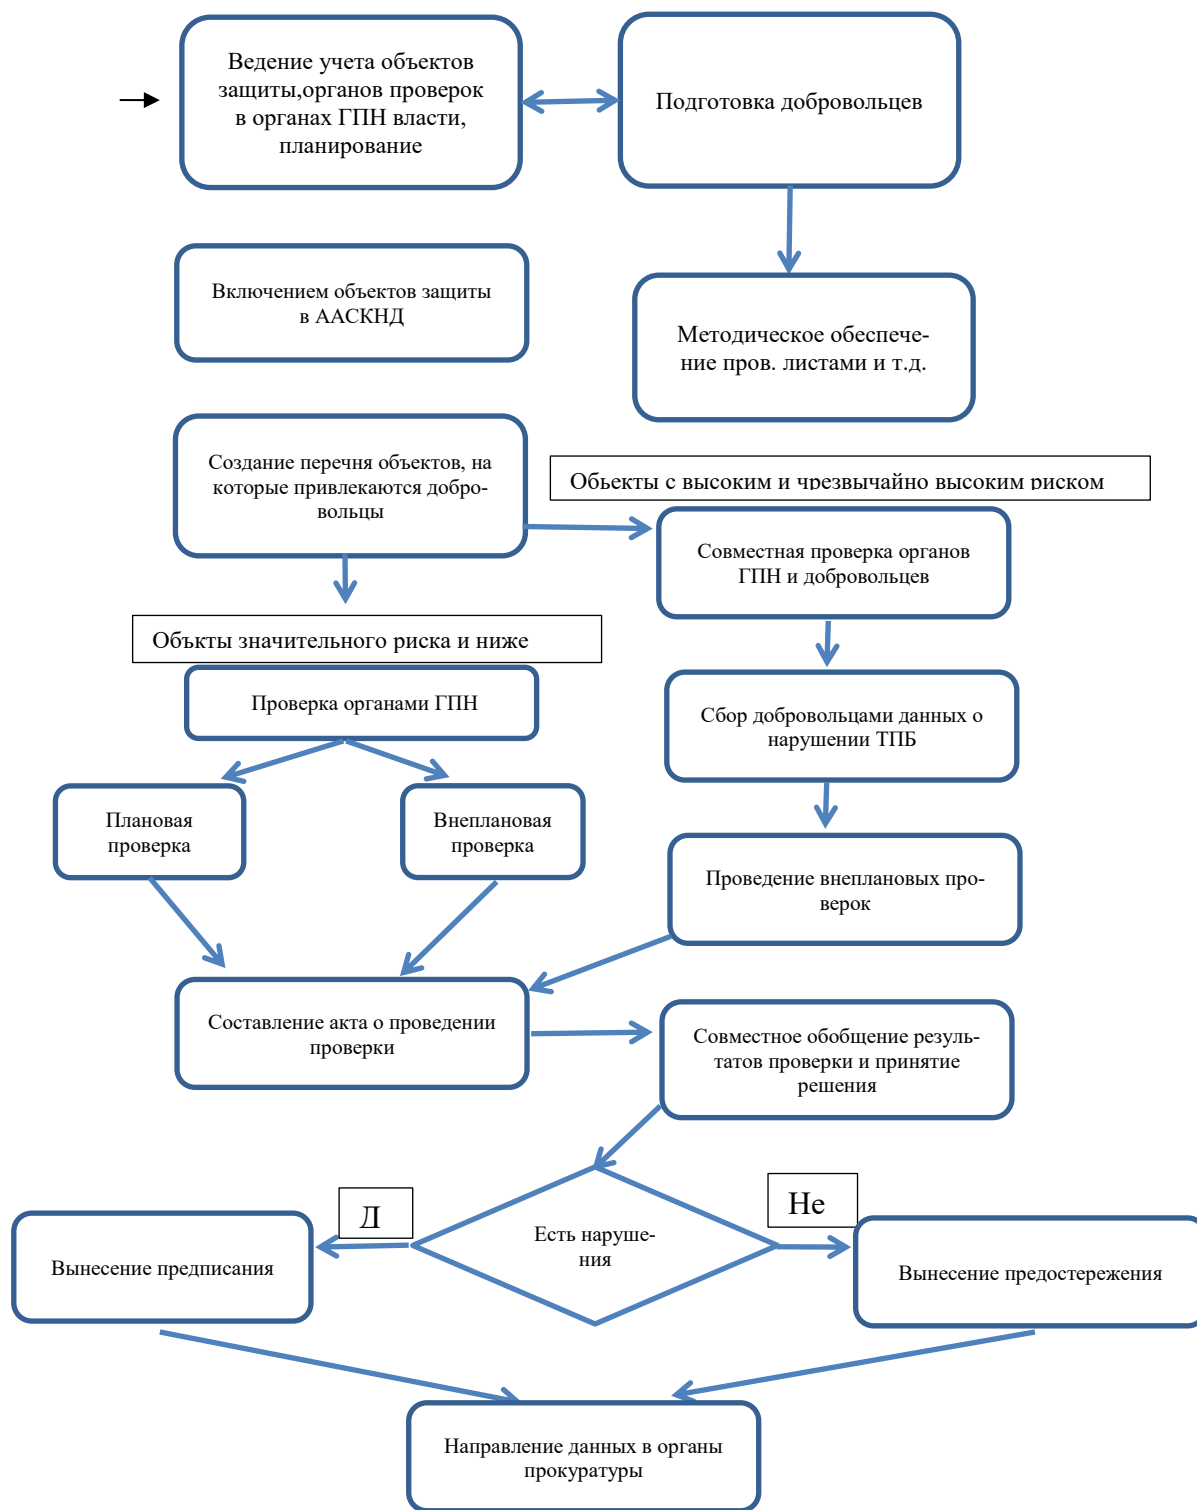 Ведение учета объектов
защиты,органов проверок
в органах ГПН власти,
планирование
Подготовка добровольцев
Включением объектов защиты
в ААСКНД
Методическое обеспече-
ние пров. листами и т.д.
Создание перечня объектов, на
которые привлекаются добро-
вольцы
Обьекты с высоким и чрезвычайно высоким риском
Совместная проверка органов
ГПН и добровольцев
Объкты значительного риска и ниже
Проверка органами ГПН
Сбор добровольцами данных о
нарушении ТПБ
Плановая
проверка
Внеплановая
проверка
Проведение внеплановых про-
верок
Составление акта о проведении
проверки
Совместное обобщение резуль-
татов проверки и принятие
решения
Д
Не
Есть наруше-
ния
Вынесение предписания
Вынесение предостережения
Направление данных в органы
прокуратуры